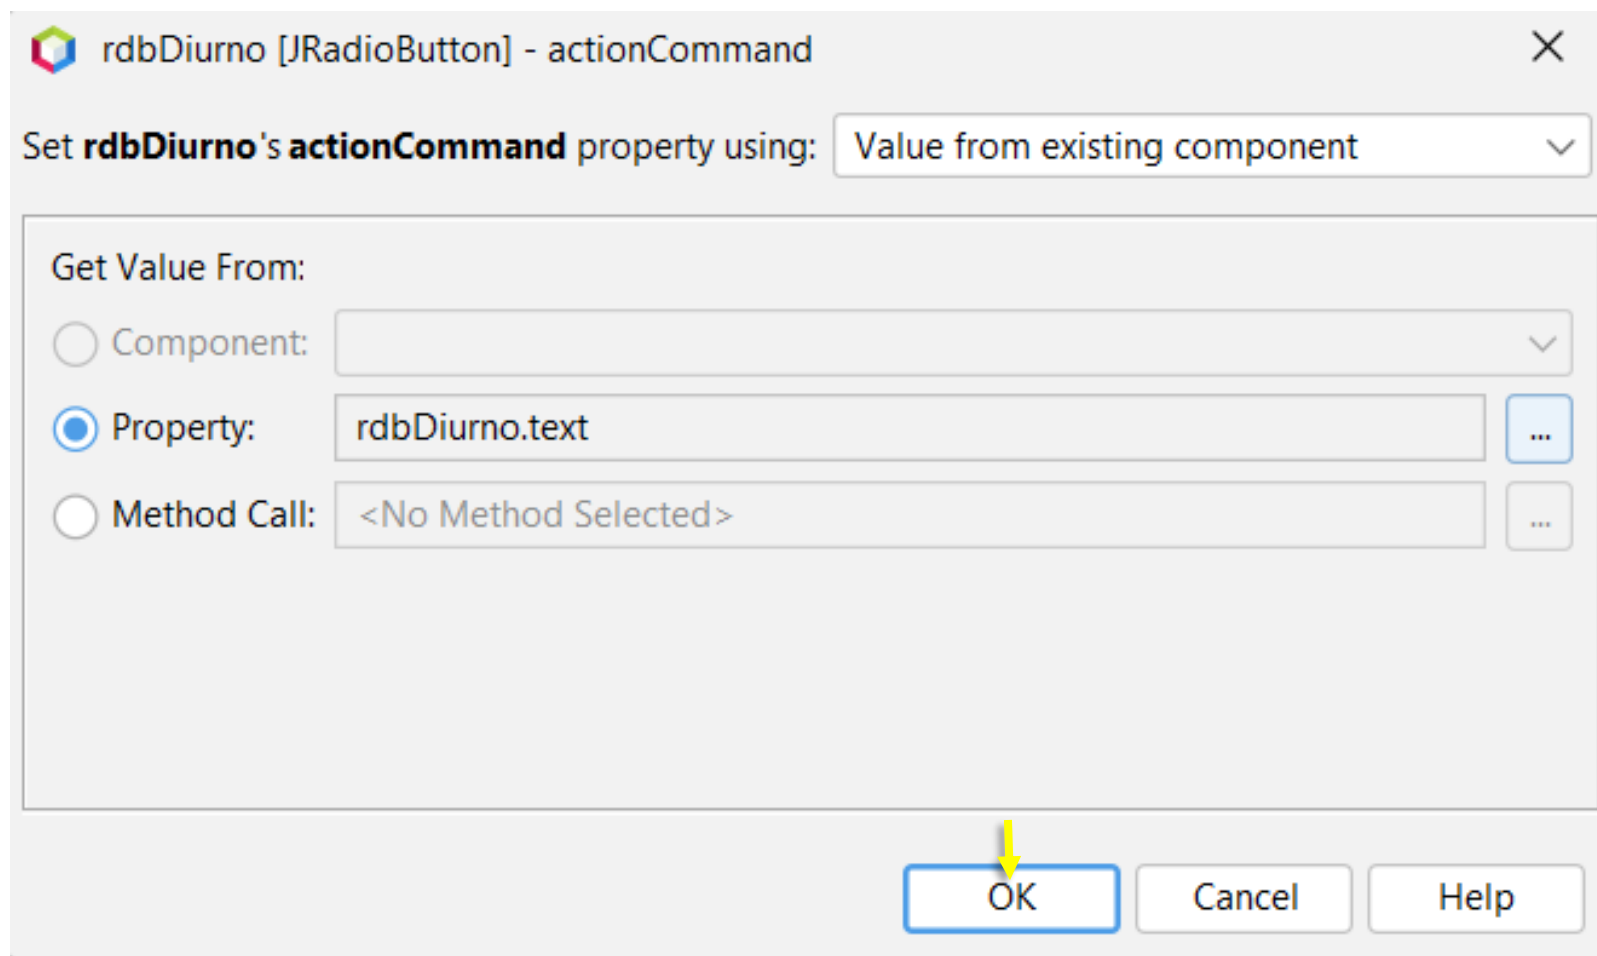 rdbDiurno [JRadioButton] - actionCommand
Set rdbDiurno's actionCommand property using: Value from existing component
Get Value From:
Component:
Property: rdbDiurno.text ...
Method Call: <No Method Selected> ...
OK Cancel Help